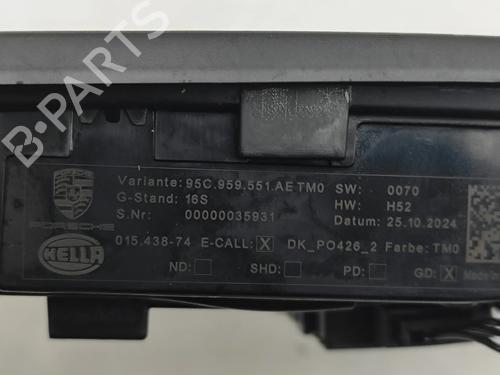 B-PARTS
Variante: 95C.959.551.AE TM0 SW: 0070
G-Stand: 16S HW: H52
S.Nr: 00000035931 Datum: 25.10.2024
PORSCHE
015.438-74 E-CALL: X DK_PO426_2 Farbe: TM0
HELLA
ND: SHD: PD: GD: X Made